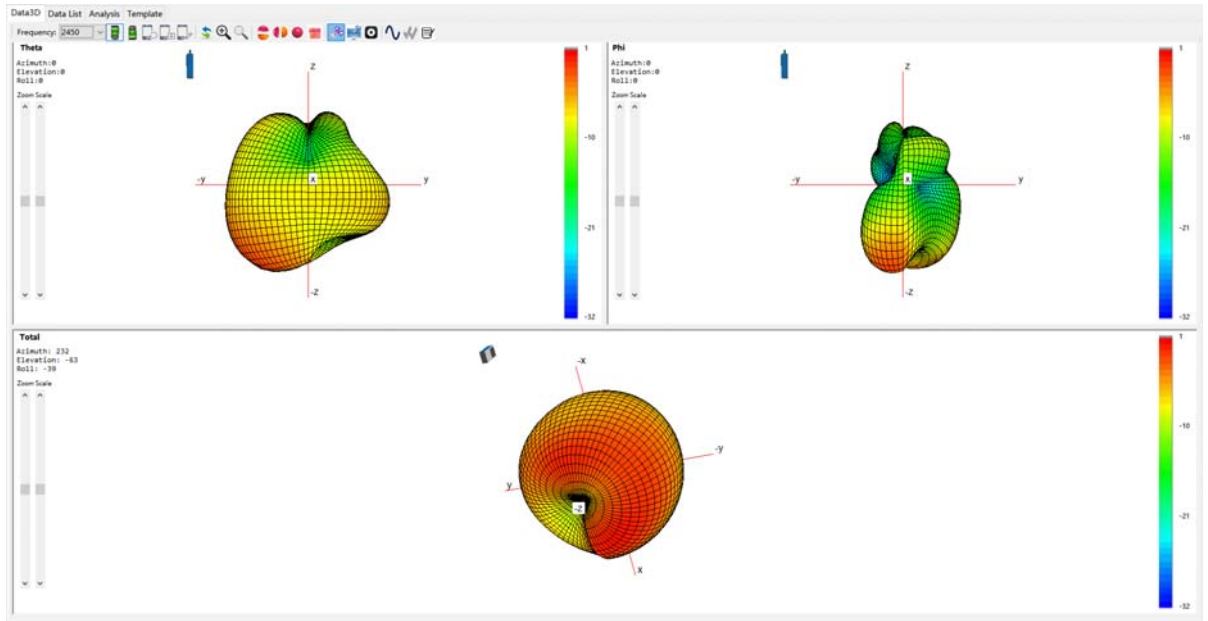 Data3D Data List Analysis Template
Frequency: 2450
Theta
Azimuth:0
Elevation:0
Roll:0
Zoom Scale
z
-y
x
y
-z
1
-10
-21
-32
Phi
Azimuth:0
Elevation:0
Roll:0
Zoom Scale
z
-y
x
y
-z
1
-10
-21
-32
Total
Azimuth: 232
Elevation: -63
Roll: -39
Zoom Scale
-x
-y
y
-z
x
1
-10
-21
-32